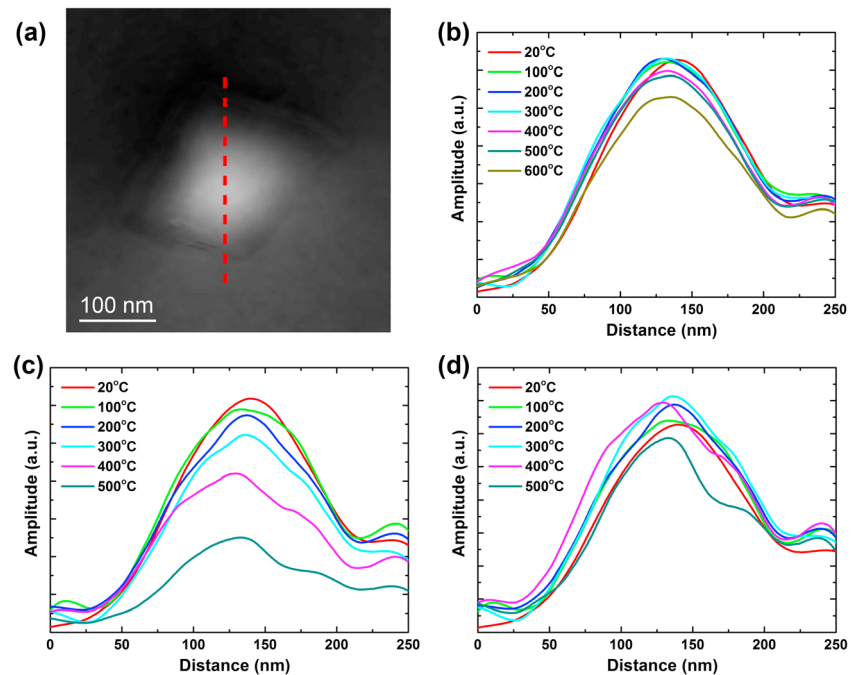 (a)
100 nm
(b)
20°C
100°C
200°C
300°C
400°C
500°C
600°C
Amplitude (a.u.)
0 50 100 150 200 250
Distance (nm)
(c)
20°C
100°C
200°C
300°C
400°C
500°C
Amplitude (a.u.)
0 50 100 150 200 250
Distance (nm)
(d)
20°C
100°C
200°C
300°C
400°C
500°C
Amplitude (a.u.)
0 50 100 150 200 250
Distance (nm)